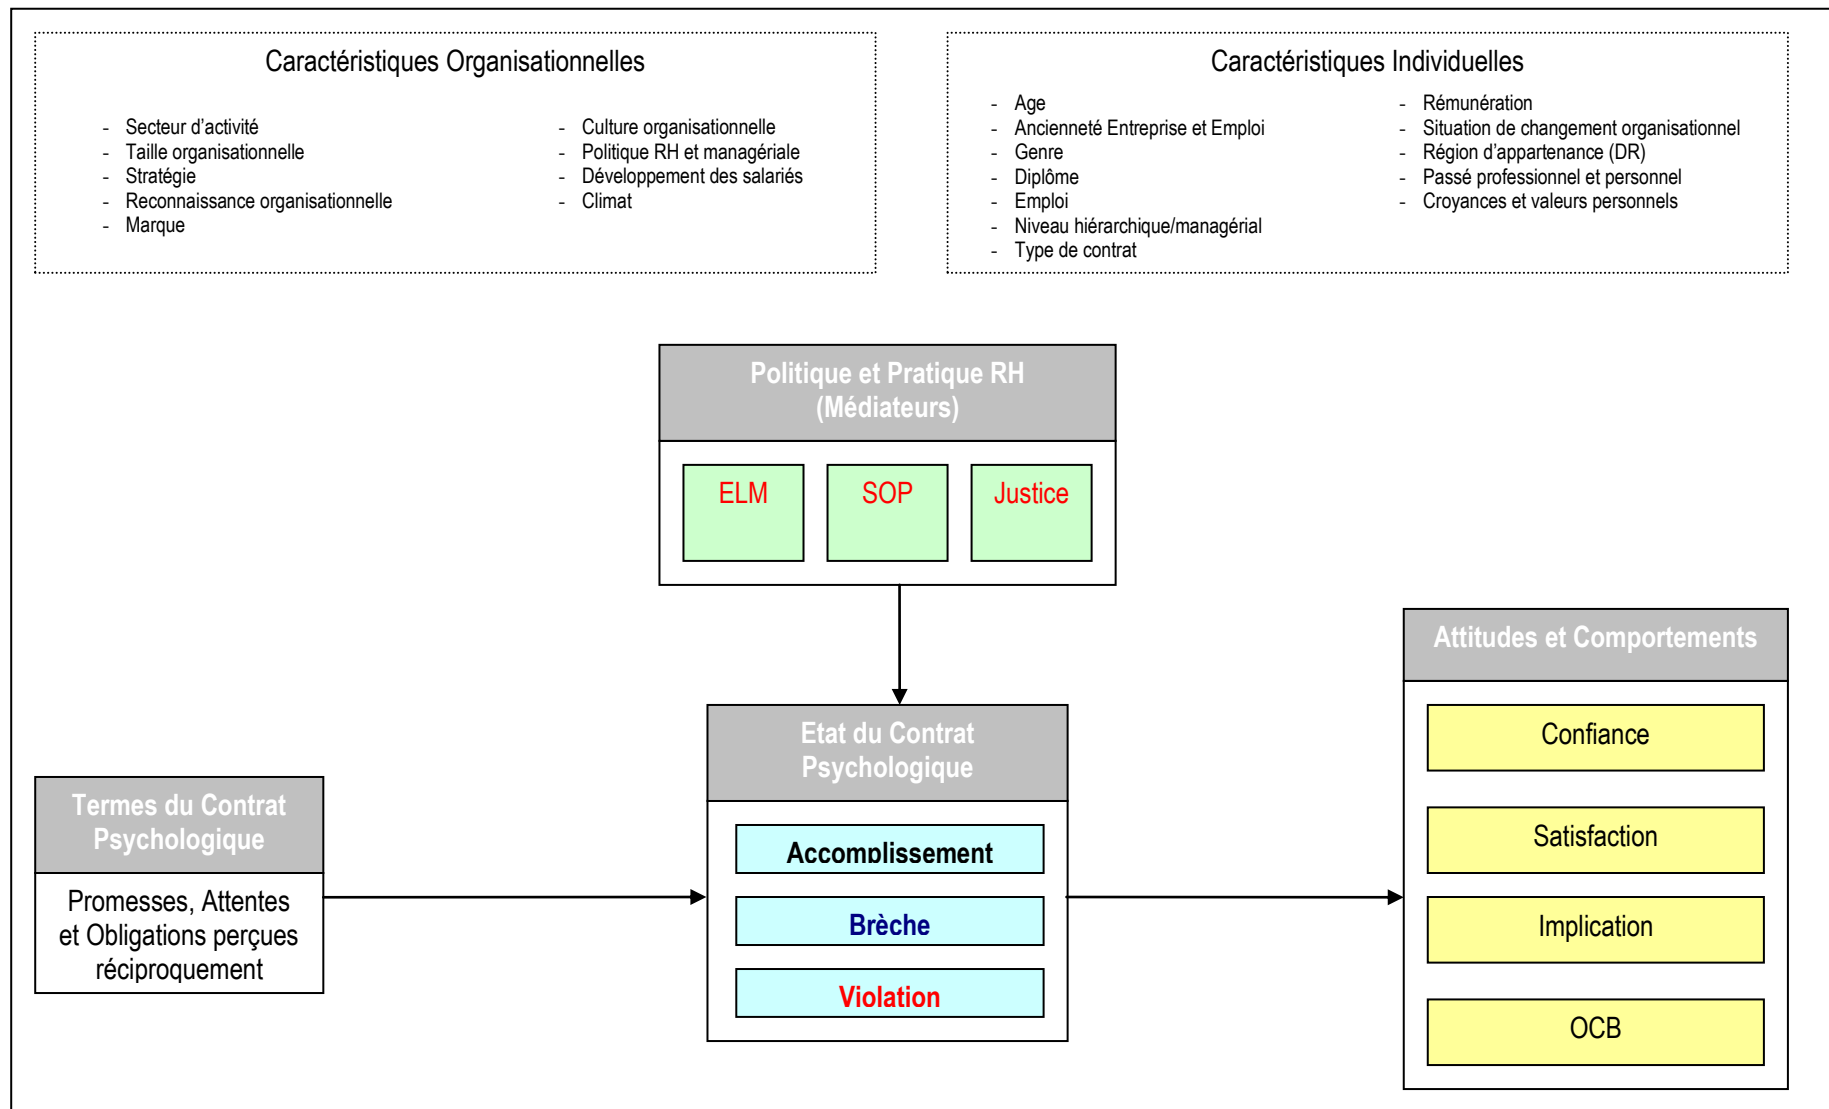 Caractéristiques Organisationnelles
- Secteur d'activité
- Taille organisationnelle
- Stratégie
- Reconnaissance organisationnelle
- Marque
- Culture organisationnelle
- Politique RH et managériale
- Développement des salariés
- Climat
Caractéristiques Individuelles
- Age
- Ancienneté Entreprise et Emploi
- Genre
- Diplôme
- Emploi
- Niveau hiérarchique/managérial
- Type de contrat
- Rémunération
- Situation de changement organisationnel
- Région d'appartenance (DR)
- Passé professionnel et personnel
- Croyances et valeurs personnels
Politique et Pratique RH
(Médiateurs)
ELM
SOP
Justice
Termes du Contrat
Psychologique
Promesses, Attentes
et Obligations perçues
réciproquement
Etat du Contrat
Psychologique
Accomplissement
Brèche
Violation
Attitudes et Comportements
Confiance
Satisfaction
Implication
OCB